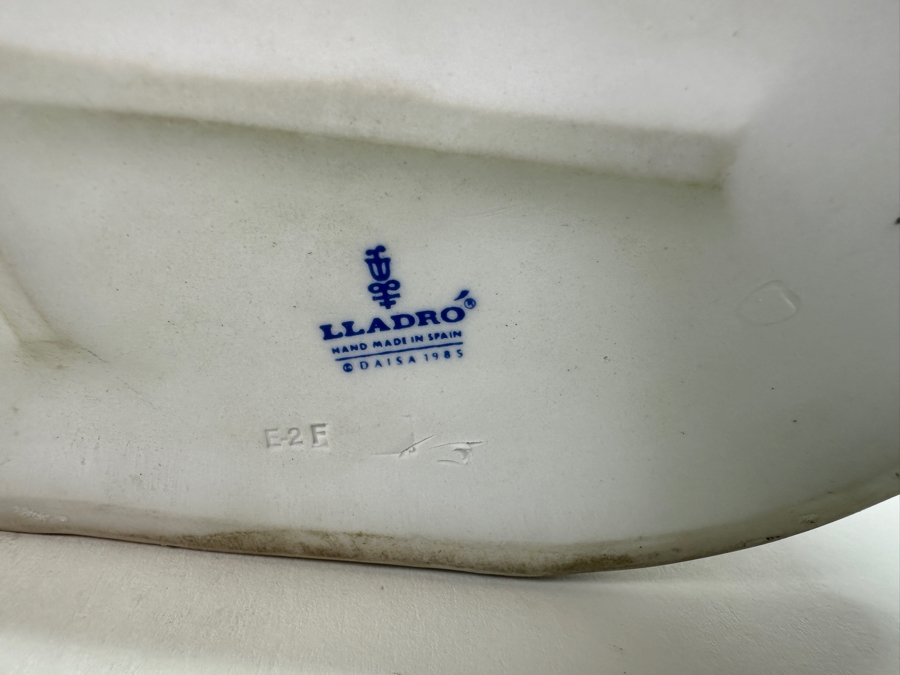 LLADRÓ®
HAND MADE IN SPAIN
© DAISA 1985
E-2 F